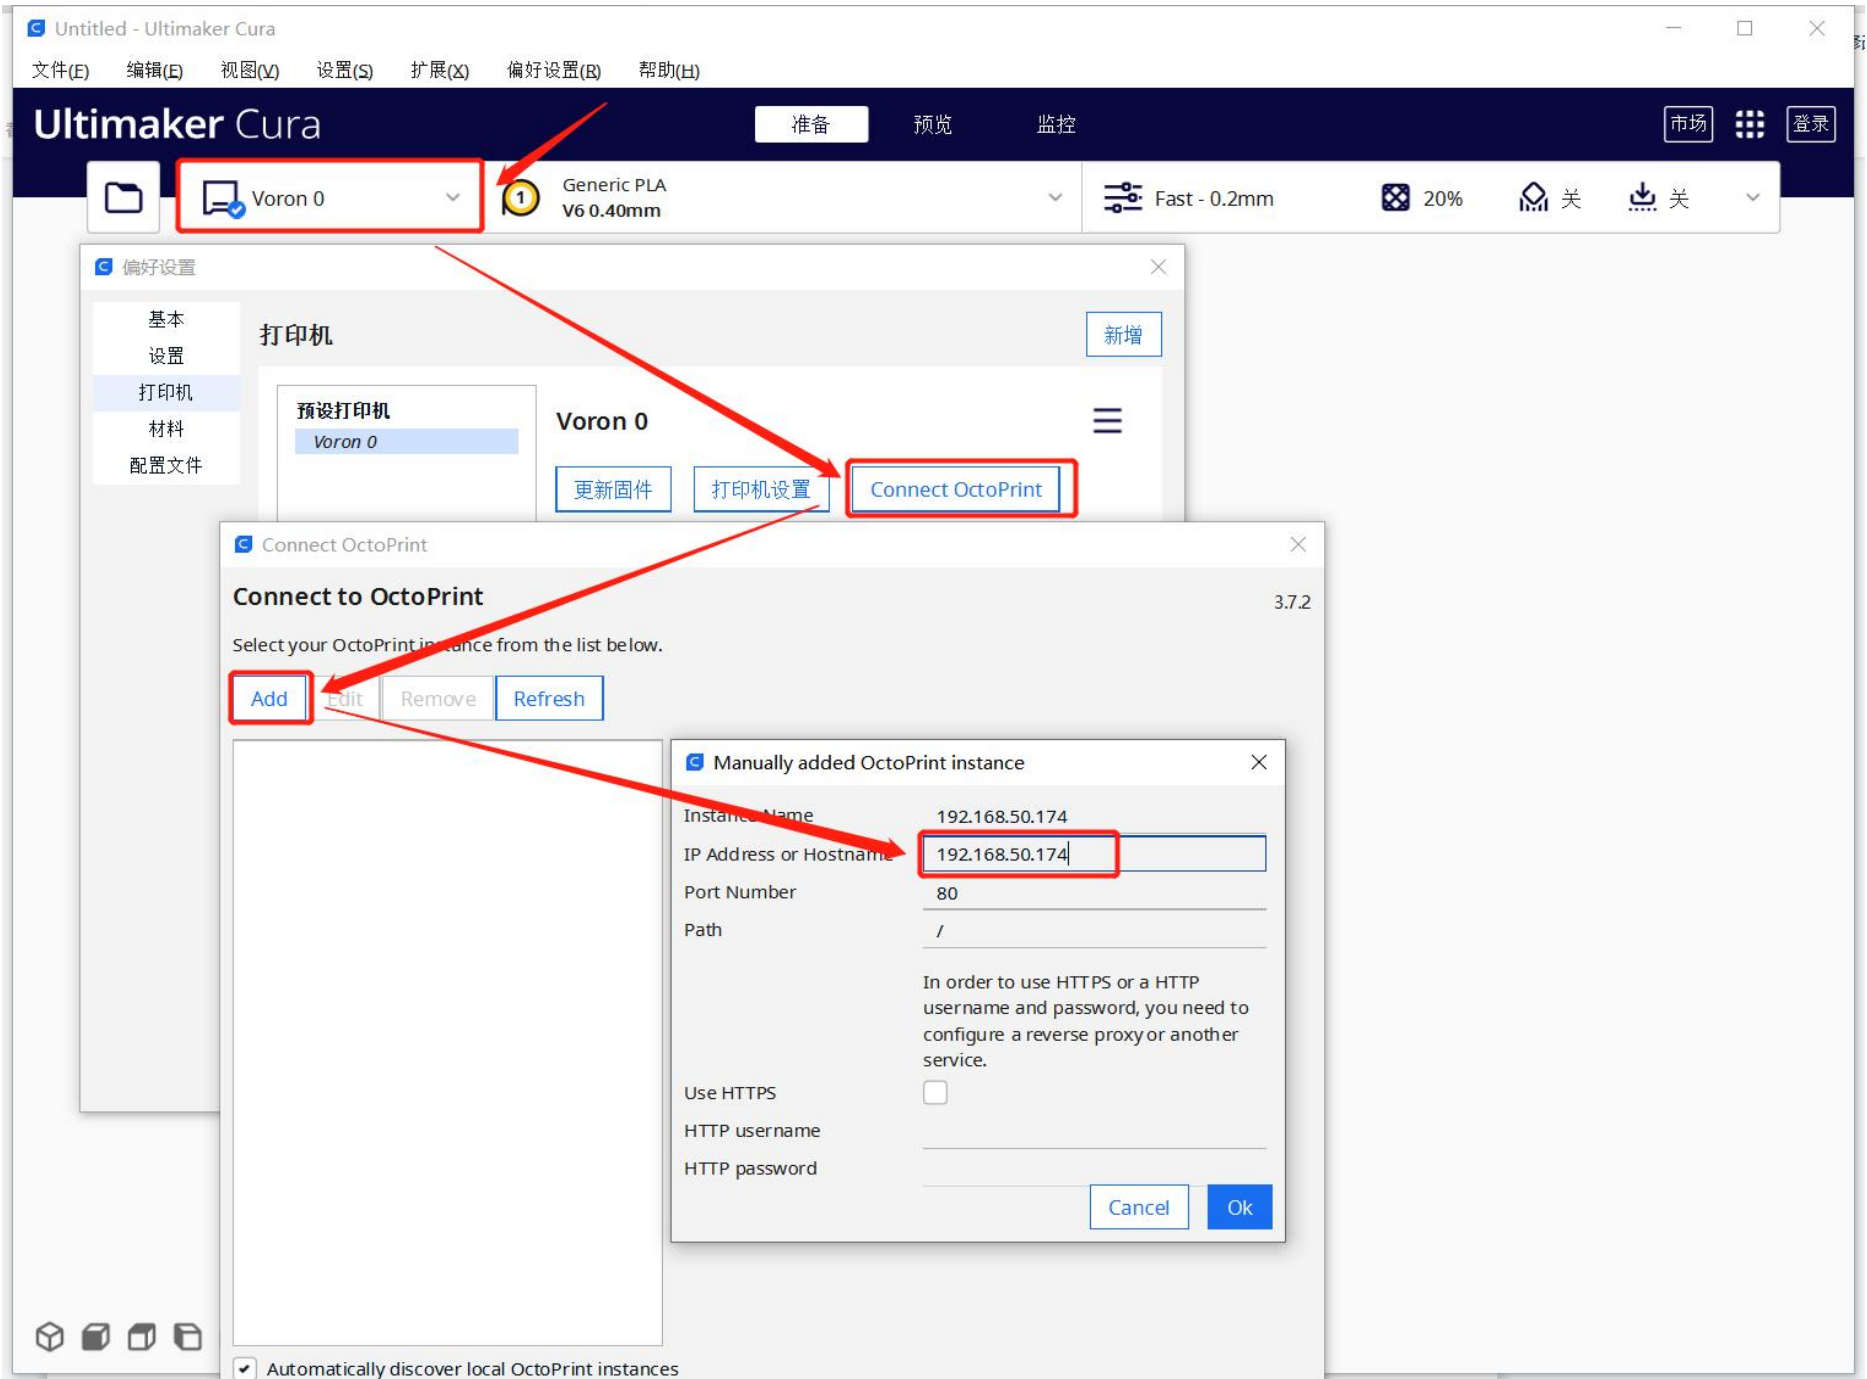 Untitled - Ultimaker Cura
文件(F) 编辑(E) 视图(V) 设置(S) 扩展(X) 偏好设置(R) 帮助(H)
Ultimaker Cura 准备 预览 监控 市场 登录
Voron 0
1
Generic PLA
V6 0.40mm
Fast - 0.2mm 20% 关 关
偏好设置
基本
设置
打印机
材料
配置文件
打印机
新增
预设打印机
Voron 0
Voron 0
更新固件 打印机设置 Connect OctoPrint
Connect OctoPrint
Connect to OctoPrint
3.7.2
Select your OctoPrint instance from the list below.
Add Edit Remove Refresh
Manually added OctoPrint instance
Instance Name 192.168.50.174
IP Address or Hostname 192.168.50.174
Port Number 80
Path /
In order to use HTTPS or a HTTP
username and password, you need to
configure a reverse proxy or another
service.
Use HTTPS
HTTP username
HTTP password
Cancel Ok
Automatically discover local OctoPrint instances